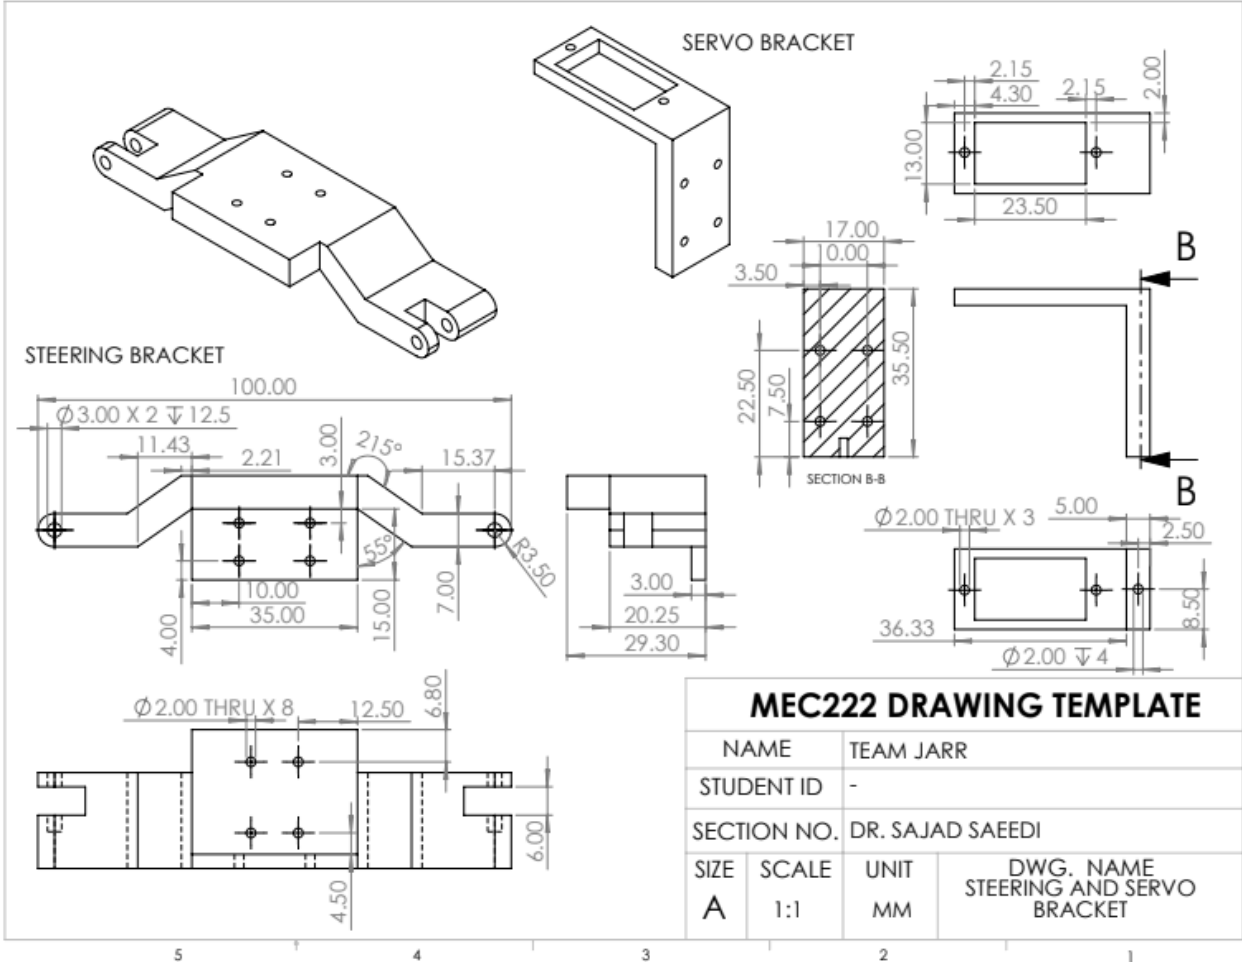 SERVO BRACKET
2.15
4.30
2.15
2.00
13.00
23.50
17.00
10.00
3.50
B
22.50
7.50
35.50
SECTION B-B
B
STEERING BRACKET
100.00
Ø3.00 X 2 ↧ 12.5
11.43
2.21
3.00
215°
15.37
55°
R3.50
10.00
35.00
4.00
15.00
7.00
3.00
20.25
29.30
Ø2.00 THRU X 3
5.00
2.50
36.33
8.50
Ø2.00 ↧ 4
Ø2.00 THRU X 8
12.50
6.80
6.00
4.50
MEC222 DRAWING TEMPLATE
NAME TEAM JARR
STUDENT ID -
SECTION NO. DR. SAJAD SAEEDI
SIZE SCALE UNIT DWG. NAME
A 1:1 MM STEERING AND SERVO
BRACKET
5 4 3 2 1